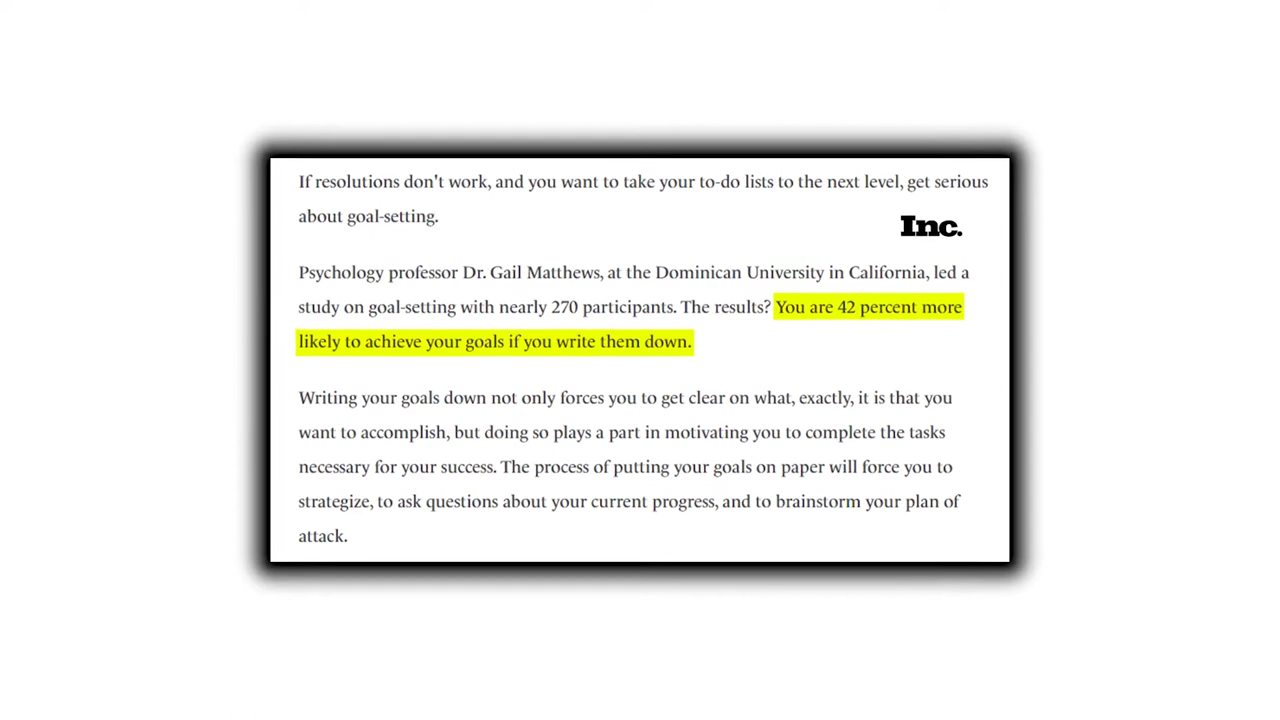 If resolutions don't work, and you want to take your to-do lists to the next level, get serious
about goal-setting.
Inc.
Psychology professor Dr. Gail Matthews, at the Dominican University in California, led a
study on goal-setting with nearly 270 participants. The results? You are 42 percent more
likely to achieve your goals if you write them down.
Writing your goals down not only forces you to get clear on what, exactly, it is that you
want to accomplish, but doing so plays a part in motivating you to complete the tasks
necessary for your success. The process of putting your goals on paper will force you to
strategize, to ask questions about your current progress, and to brainstorm your plan of
attack.